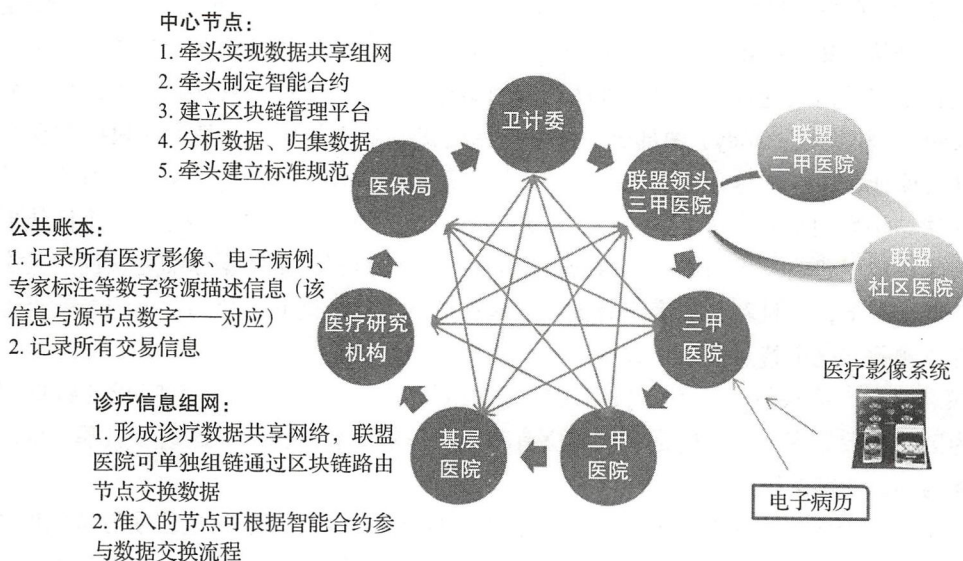 中心节点：
1. 牵头实现数据共享组网
2. 牵头制定智能合约
3. 建立区块链管理平台
4. 分析数据、归集数据
5. 牵头建立标准规范
公共账本：
1. 记录所有医疗影像、电子病例、
专家标注等数字资源描述信息（该
信息与源节点数字——对应）
2. 记录所有交易信息
诊疗信息组网：
1. 形成诊疗数据共享网络，联盟
医院可单独组链通过区块链路由
节点交换数据
2. 准入的节点可根据智能合约参
与数据交换流程
卫计委
医保局
联盟领头
三甲医院
联盟
二甲医院
联盟
社区医院
医疗研究
机构
三甲
医院
基层
医院
二甲
医院
医疗影像系统
电子病历